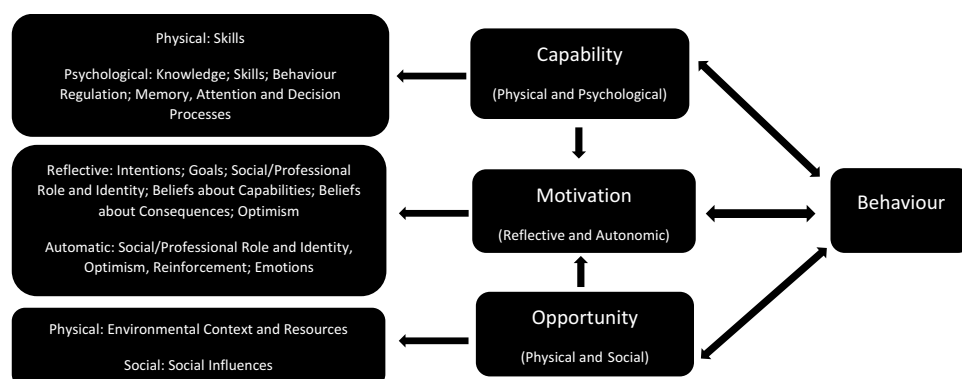 Physical: Skills
Psychological: Knowledge; Skills; Behaviour
Regulation; Memory, Attention and Decision
Processes
Capability
(Physical and Psychological)
Reflective: Intentions; Goals; Social/Professional
Role and Identity; Beliefs about Capabilities; Beliefs
about Consequences; Optimism
Automatic: Social/Professional Role and Identity,
Optimism, Reinforcement; Emotions
Motivation
(Reflective and Autonomic)
Behaviour
Physical: Environmental Context and Resources
Social: Social Influences
Opportunity
(Physical and Social)